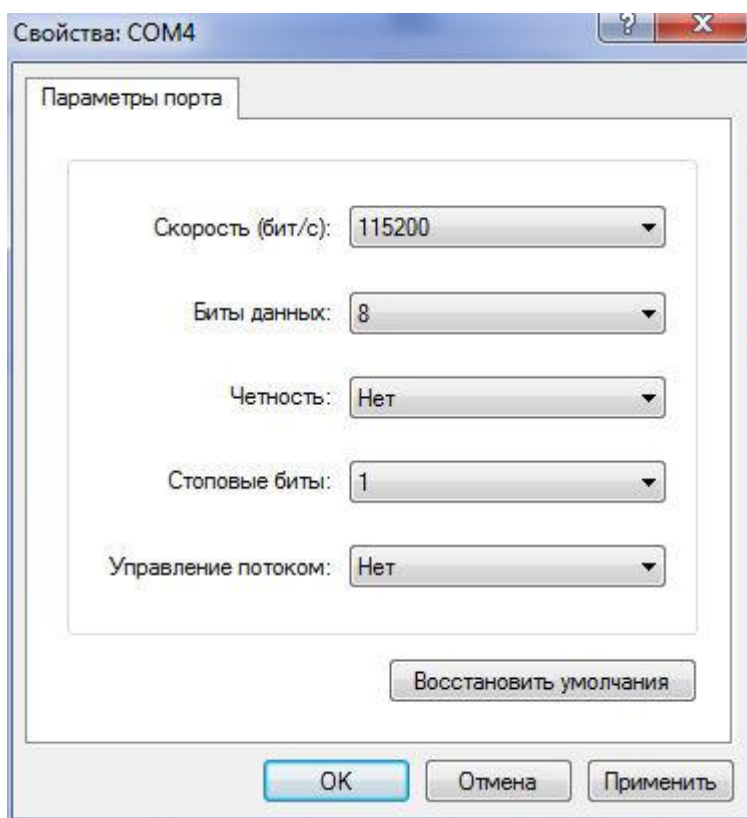 Свойства: COM4
?
X
Параметры порта
Скорость (бит/с): 115200
Биты данных: 8
Четность: Нет
Стоповые биты: 1
Управление потоком: Нет
Восстановить умолчания
OK Отмена Применить